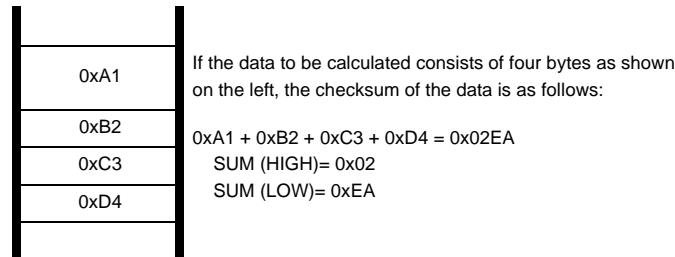 0xA1
0xB2
0xC3
0xD4
If the data to be calculated consists of four bytes as shown
on the left, the checksum of the data is as follows:
0xA1 + 0xB2 + 0xC3 + 0xD4 = 0x02EA
SUM (HIGH)= 0x02
SUM (LOW)= 0xEA